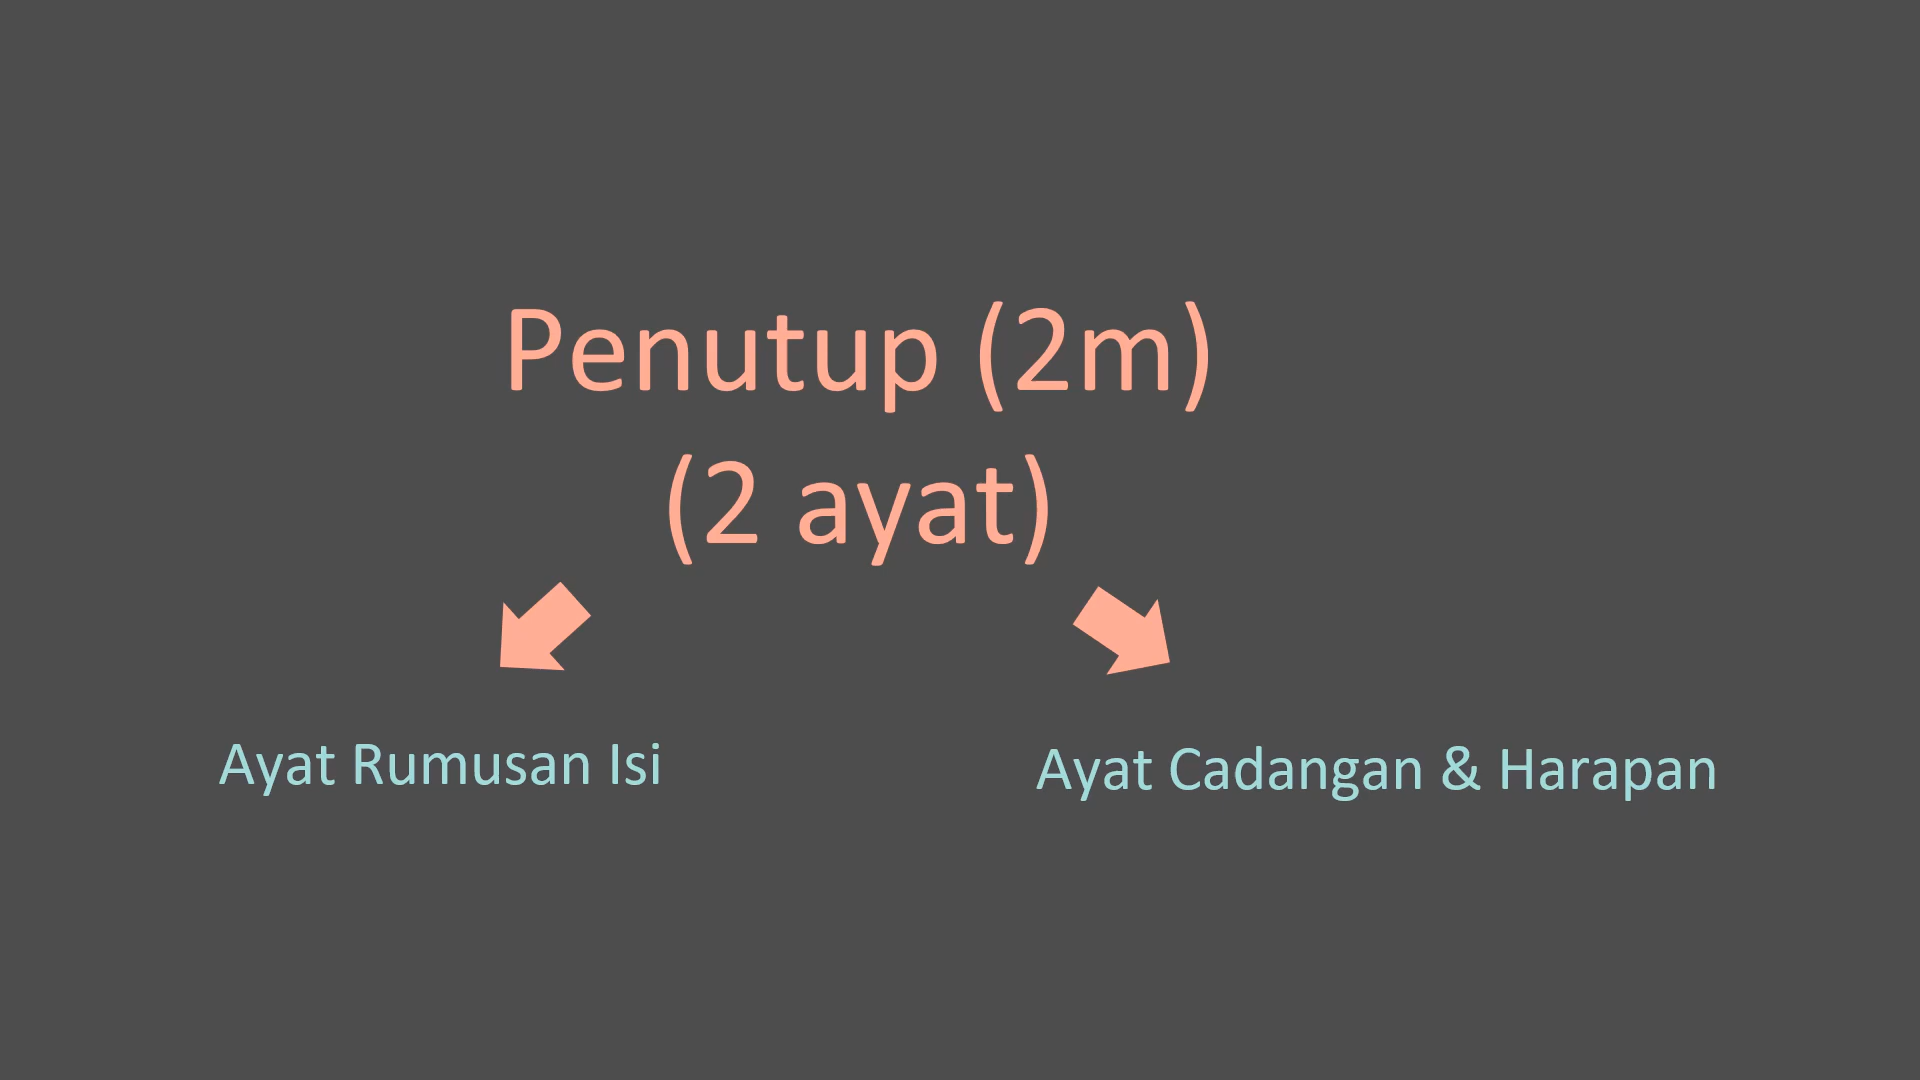 Penutup (2m)
(2 ayat)
Ayat Rumusan Isi
Ayat Cadangan & Harapan